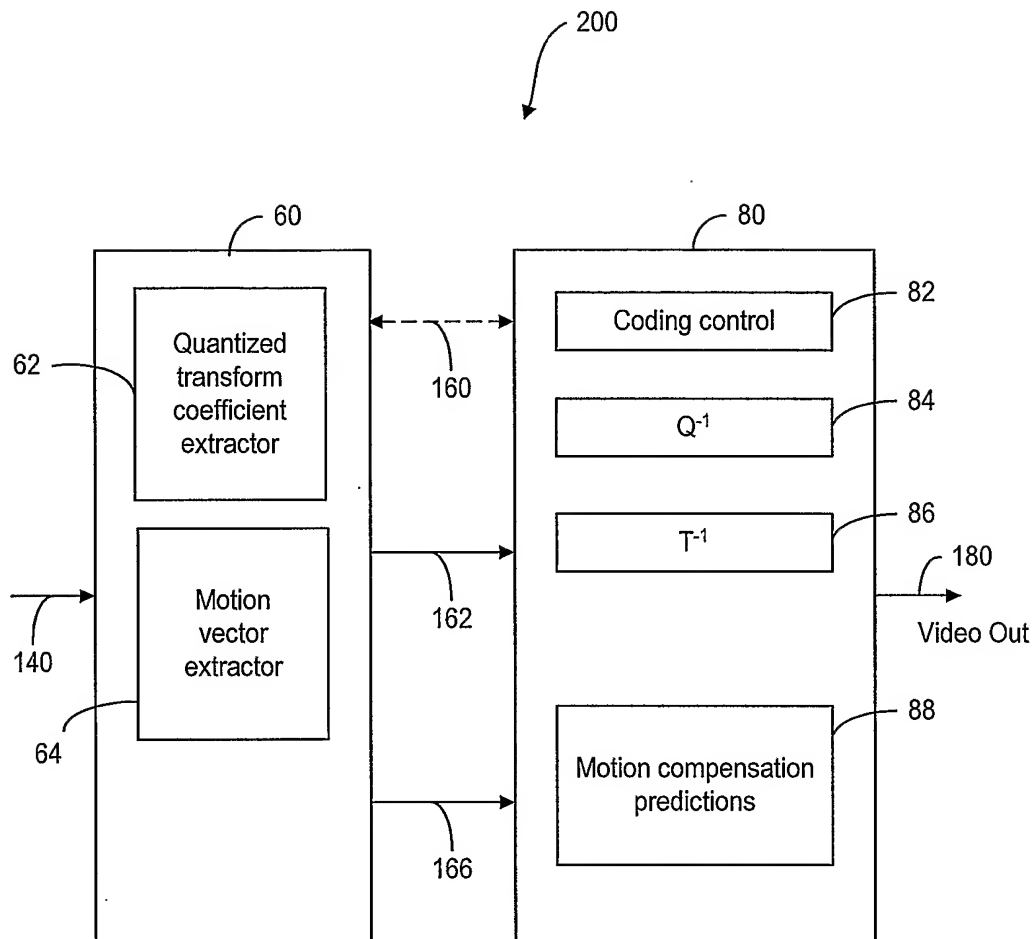 200
60
80
Quantized
transform
coefficient
extractor
62
160
Coding control
82
Q-1
84
T-1
86
140
Motion
vector
extractor
64
162
180
Video Out
166
Motion compensation
predictions
88